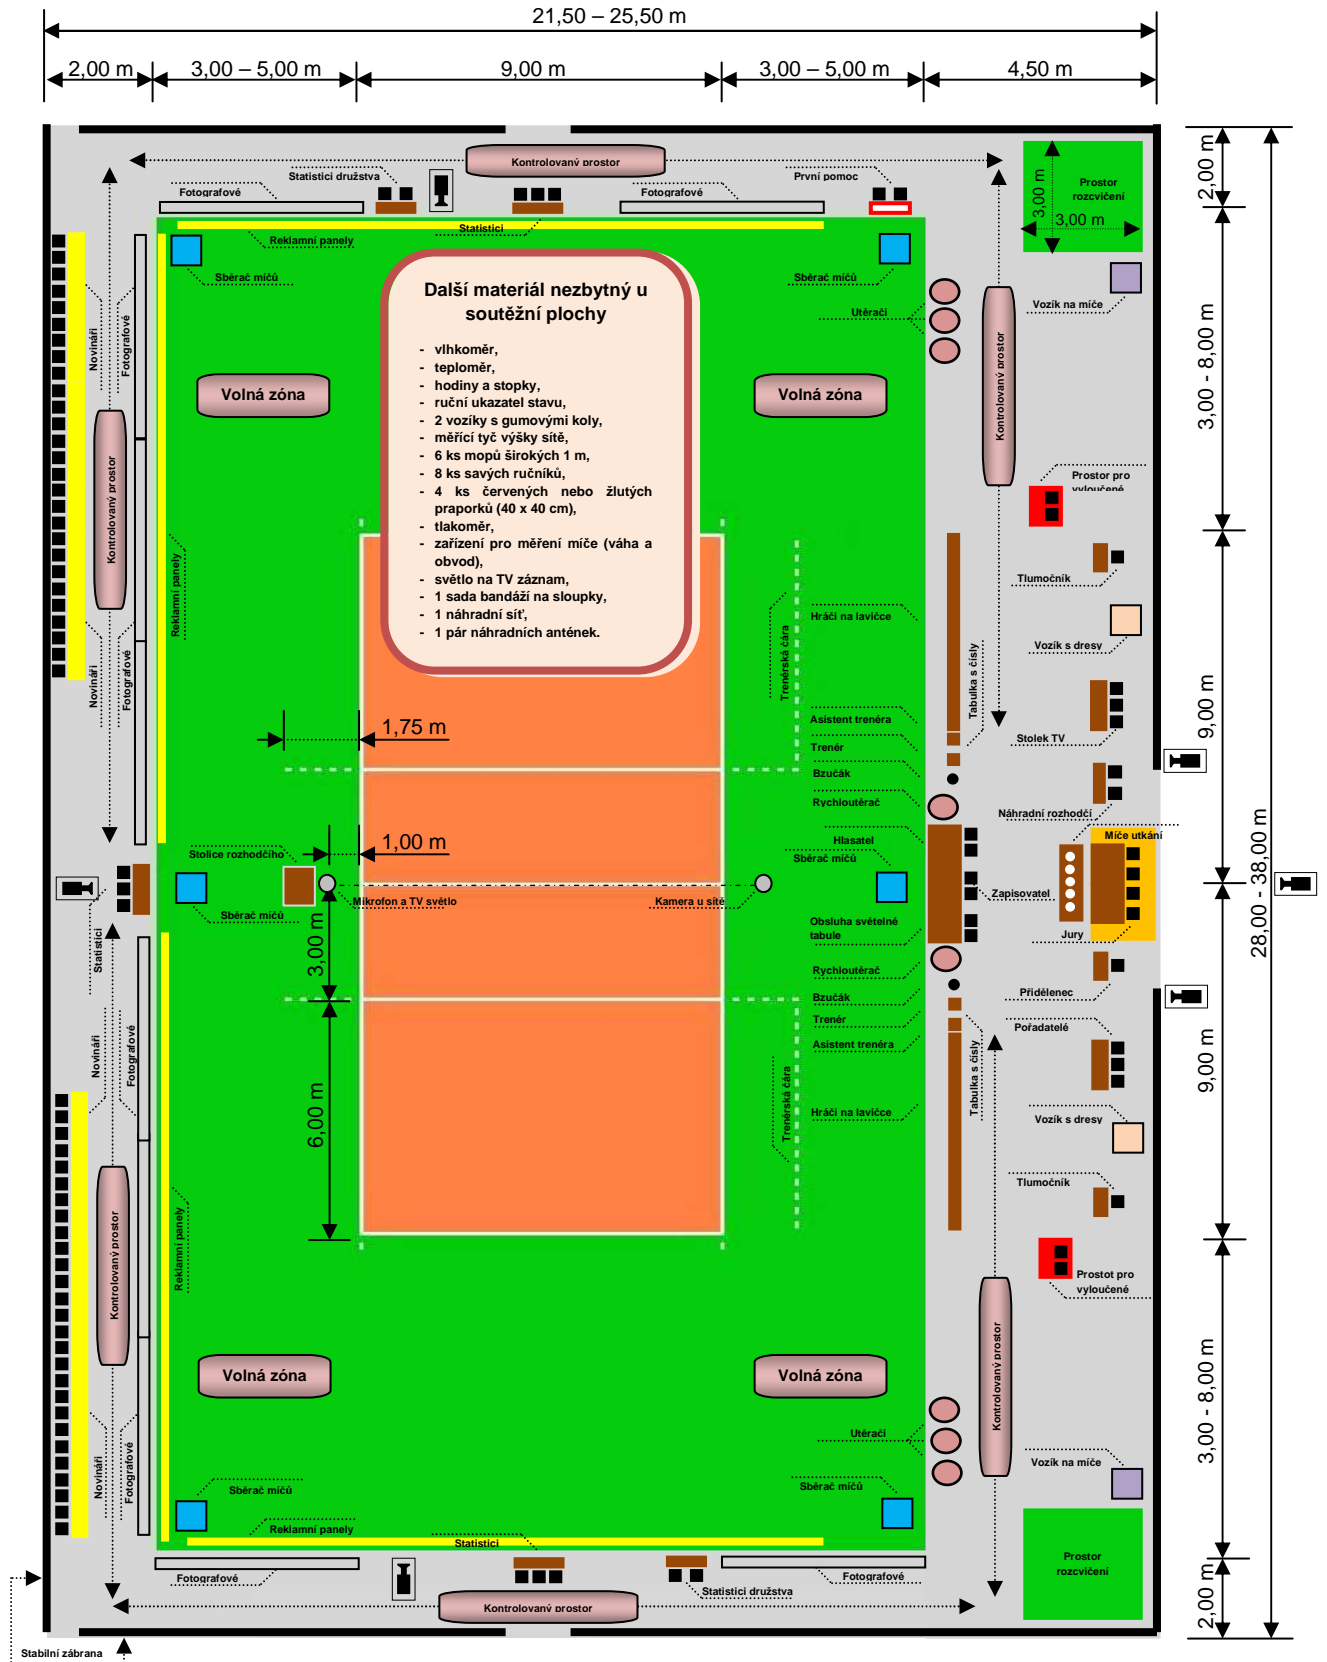 21,50 – 25,50 m
2,00 m
3,00 – 5,00 m
9,00 m
3,00 – 5,00 m
4,50 m
Kontrolovaný prostor
Statistici družstva
První pomoc
Fotografové
Fotografové
Statistici
Reklamní panely
Sběrač míčů
Sběrač míčů
Prostor
rozcvičení
3,00 m
3,00 m
2,00 m
Vozík na míče
Utěrači
Další materiál nezbytný u
soutěžní plochy
- vlhkoměr,
- teploměr,
- hodiny a stopky,
- ruční ukazatel stavu,
- 2 vozíky s gumovými koly,
- měřící tyč výšky sítě,
- 6 ks mopů širokých 1 m,
- 8 ks savých ručníků,
- 4 ks červených nebo žlutých
praporků (40 x 40 cm),
- tlakoměr,
- zařízení pro měření míče (váha a
obvod),
- světlo na TV záznam,
- 1 sada bandáží na sloupky,
- 1 náhradní síť,
- 1 pár náhradních antének.
Volná zóna
Volná zóna
Novináři
Fotografové
Kontrolovaný prostor
Kontrolovaný prostor
3,00 - 8,00 m
Prostor pro
vyloučené
Reklamní panely
Tlumočník
Hráči na lavičce
Trenérská čára
Tabulka s čísly
Vozík s dresy
Novináři
Fotografové
9,00 m
1,75 m
Asistent trenéra
Stolek TV
Trenér
Bzučák
Rychloutěrač
Náhradní rozhodčí
1,00 m
Stolice rozhodčího
Hlasatel
Sběrač míčů
Míče utkání
Zapisovatel
Mikrofon a TV světlo
Kamera u sítě
Sběrač míčů
28,00 - 38,00 m
Obsluha světelné
tabule
Jury
Statistici
3,00 m
Rychloutěrač
Přidělenec
Bzučák
Trenér
Pořadatelé
Asistent trenéra
Novináři
Fotografové
Tabulka s čísly
9,00 m
6,00 m
Trenérská čára
Hráči na lavičce
Vozík s dresy
Tlumočník
Reklamní panely
Kontrolovaný prostor
Prostot pro
vyloučené
Kontrolovaný prostor
Volná zóna
Volná zóna
3,00 - 8,00 m
Utěrači
Novináři
Fotografové
Vozík na míče
Sběrač míčů
Sběrač míčů
Reklamní panely
Statistici
Fotografové
Statistici družstva
Fotografové
Prostor
rozcvičení
2,00 m
Kontrolovaný prostor
Stabilní zábrana